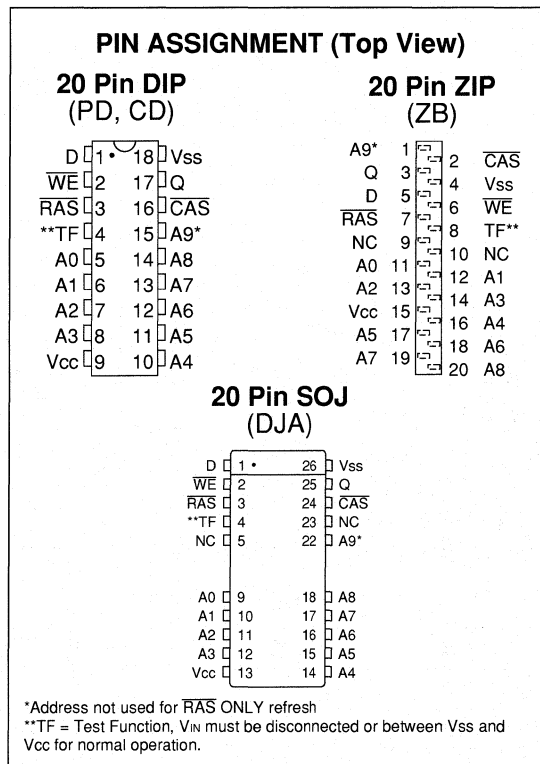 PIN ASSIGNMENT (Top View)
20 Pin DIP
(PD, CD)
D 1 • 18 Vss
WE 2 17 Q
RAS 3 16 CAS
**TF 4 15 A9*
A0 5 14 A8
A1 6 13 A7
A2 7 12 A6
A3 8 11 A5
Vcc 9 10 A4
20 Pin ZIP
(ZB)
A9* 1
2 CAS
Q 3
4 Vss
D 5
6 WE
RAS 7
8 TF**
NC 9
10 NC
A0 11
12 A1
A2 13
14 A3
Vcc 15
16 A4
A5 17
18 A6
A7 19
20 A8
20 Pin SOJ
(DJA)
D 1 • 26 Vss
WE 2 25 Q
RAS 3 24 CAS
**TF 4 23 NC
NC 5 22 A9*
A0 9 18 A8
A1 10 17 A7
A2 11 16 A6
A3 12 15 A5
Vcc 13 14 A4
*Address not used for RAS ONLY refresh
**TF = Test Function, VIN must be disconnected or between Vss and
Vcc for normal operation.